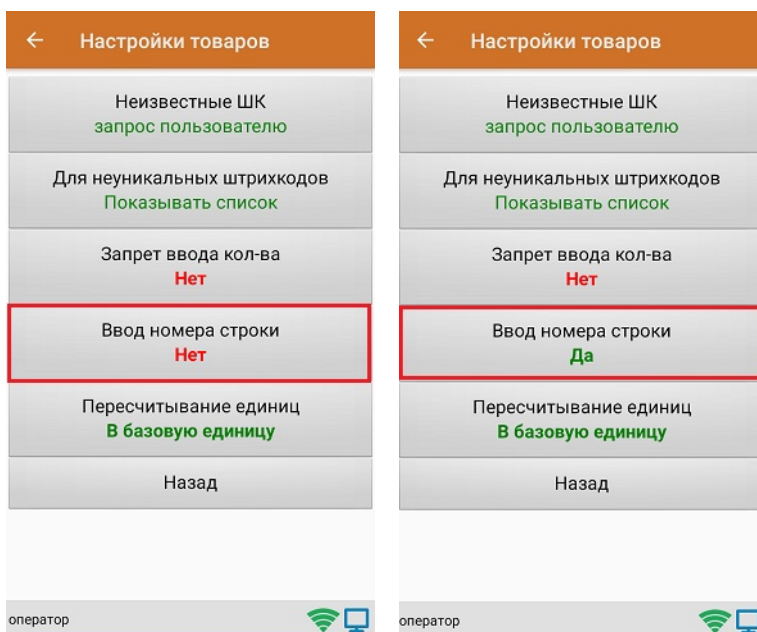 Настройки товаров
Неизвестные ШК
запрос пользователю
Для неуникальных штрихкодов
Показывать список
Запрет ввода кол-ва
Нет
Ввод номера строки
Нет
Пересчитывание единиц
В базовую единицу
Назад
оператор
Настройки товаров
Неизвестные ШК
запрос пользователю
Для неуникальных штрихкодов
Показывать список
Запрет ввода кол-ва
Нет
Ввод номера строки
Да
Пересчитывание единиц
В базовую единицу
Назад
оператор